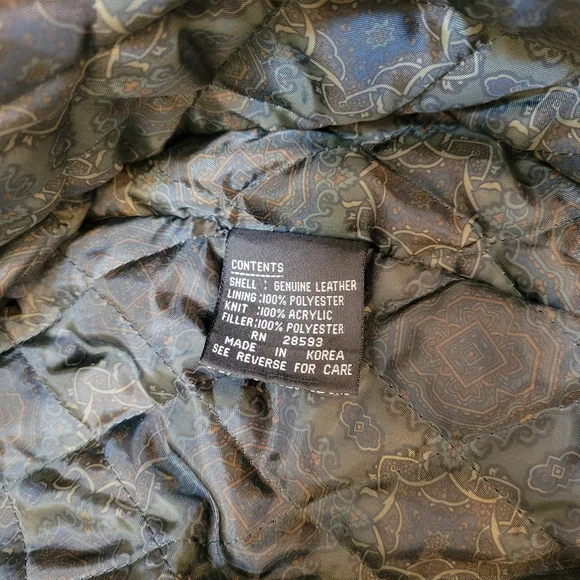 CONTENTS
SHELL : GENUINE LEATHER
LINING :100% POLYESTER
KNIT :100% ACRYLIC
FILLER:100% POLYESTER
RN 28593
MADE IN KOREA
SEE REVERSE FOR CARE